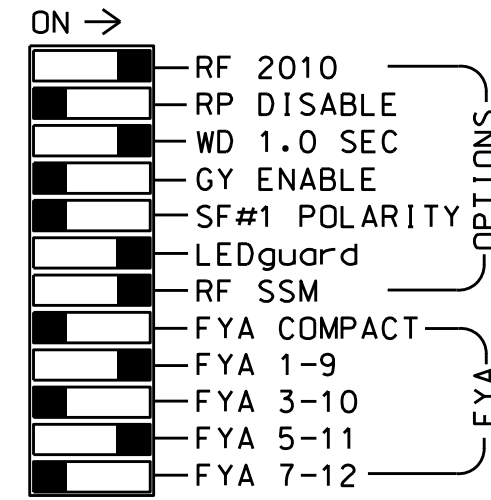 ON →
RF 2010
RP DISABLE
WD 1.0 SEC
GY ENABLE
SF#1 POLARITY
LEDguard
RF SSM
FYA COMPACT
FYA 1-9
FYA 3-10
FYA 5-11
FYA 7-12
OPTIONS
FYA